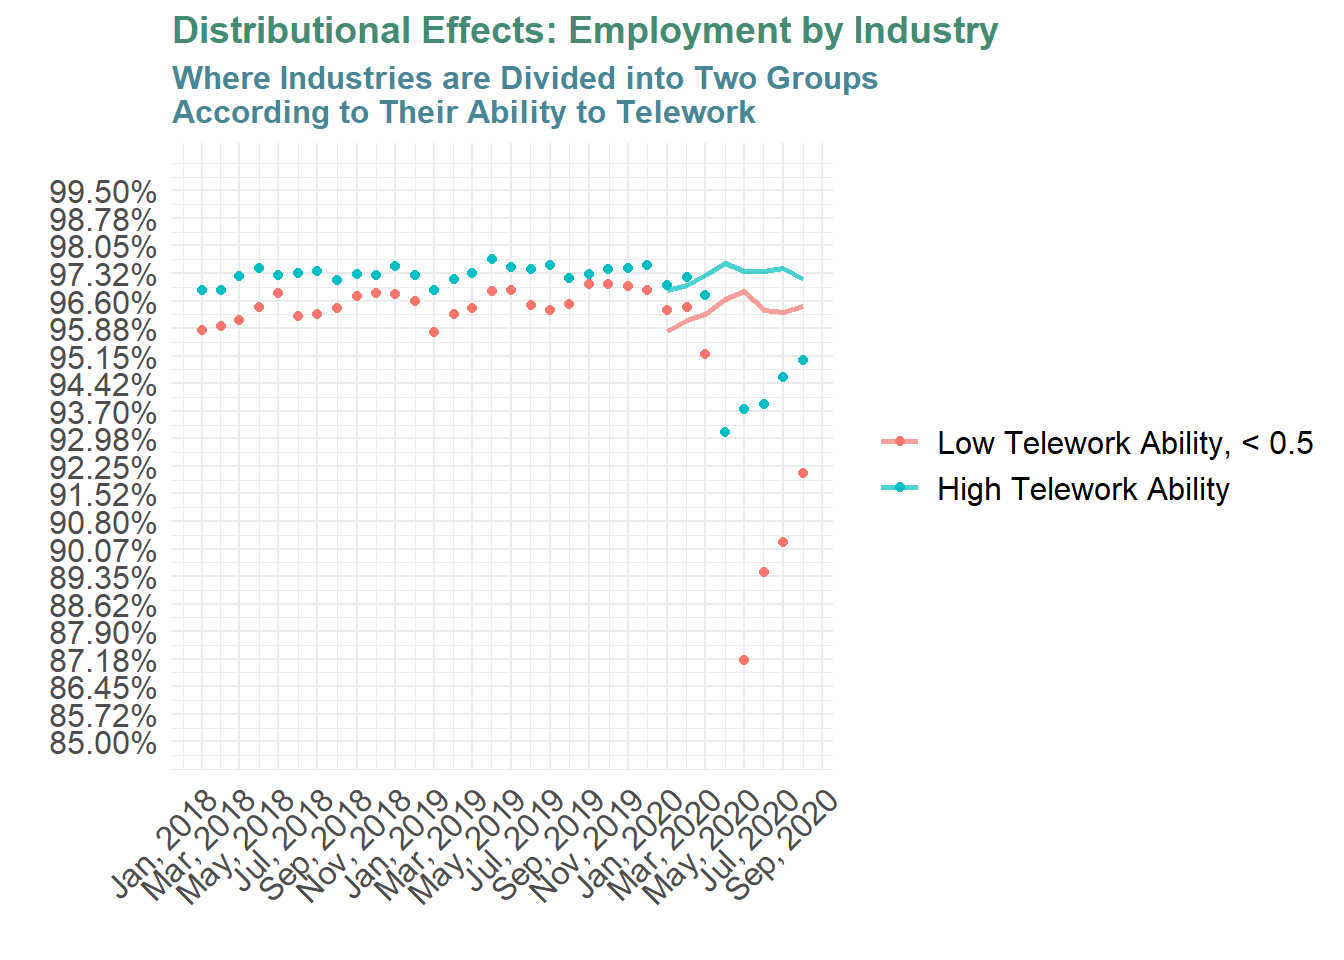 Distributional Effects: Employment by Industry
Where Industries are Divided into Two Groups
According to Their Ability to Telework
99.50%
98.78%
98.05%
97.32%
96.60%
95.88%
95.15%
94.42%
93.70%
92.98%
92.25%
91.52%
90.80%
90.07%
89.35%
88.62%
87.90%
87.18%
86.45%
85.72%
85.00%
Low Telework Ability, < 0.5
High Telework Ability
Jan, 2018
Mar, 2018
May, 2018
Jul, 2018
Sep, 2018
Nov, 2018
Jan, 2019
Mar, 2019
May, 2019
Jul, 2019
Sep, 2019
Nov, 2019
Jan, 2020
Mar, 2020
May, 2020
Jul, 2020
Sep, 2020